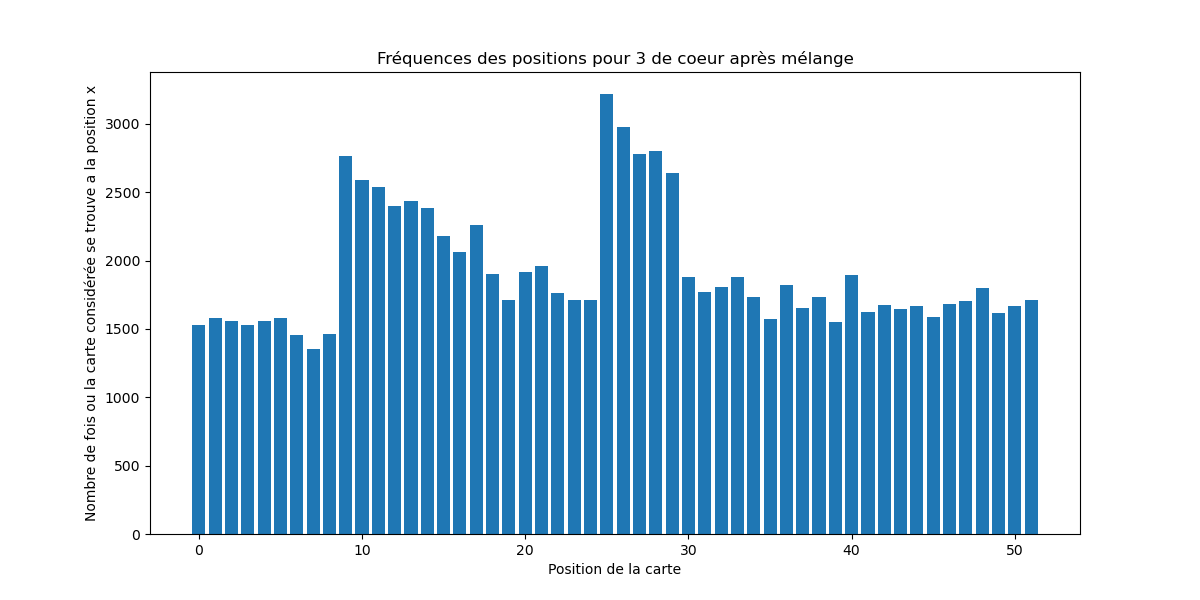 Fréquences des positions pour 3 de coeur après mélange
Nombre de fois ou la carte considérée se trouve a la position x
3000
2500
2000
1500
1000
500
0
0 10 20 30 40 50
Position de la carte